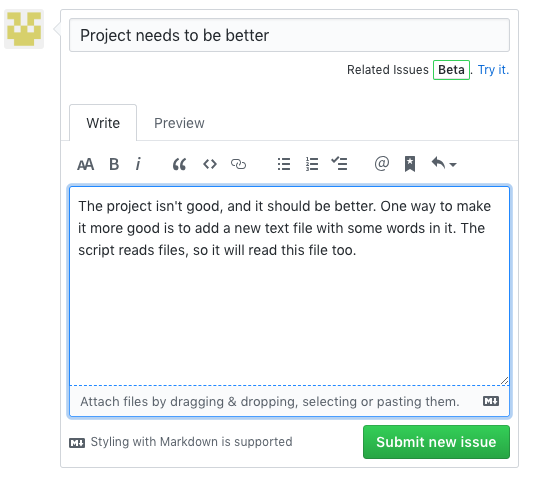 Project needs to be better
Related Issues Beta. Try it.
Write Preview
AA B i @
The project isn't good, and it should be better. One way to make
it more good is to add a new text file with some words in it. The
script reads files, so it will read this file too.
Attach files by dragging & dropping, selecting or pasting them.
Styling with Markdown is supported
Submit new issue